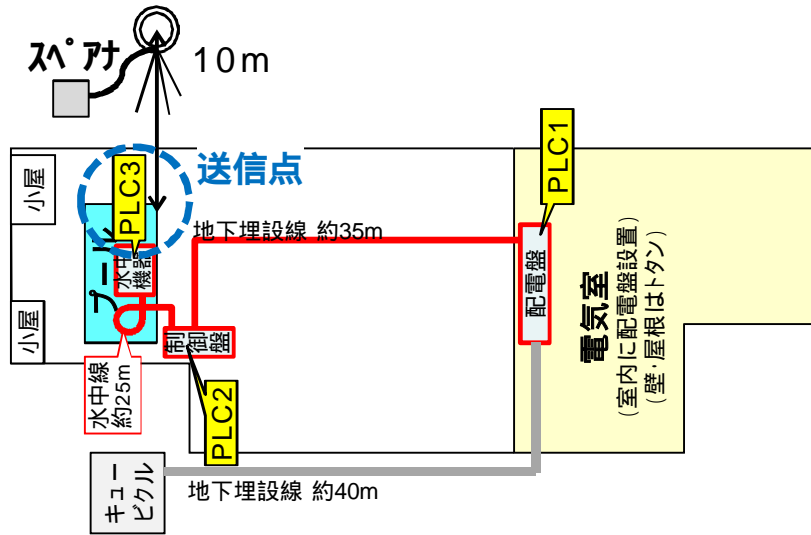 スペアナ
10m
送信点
小屋
小屋
PLC3
プール
水中
機器
地下埋設線 約35m
PLC1
配電盤
電気室
(室内に配電盤設置)
(壁・屋根はトタン)
制御盤
PLC2
水中線
約25m
キュー
ビクル
地下埋設線 約40m